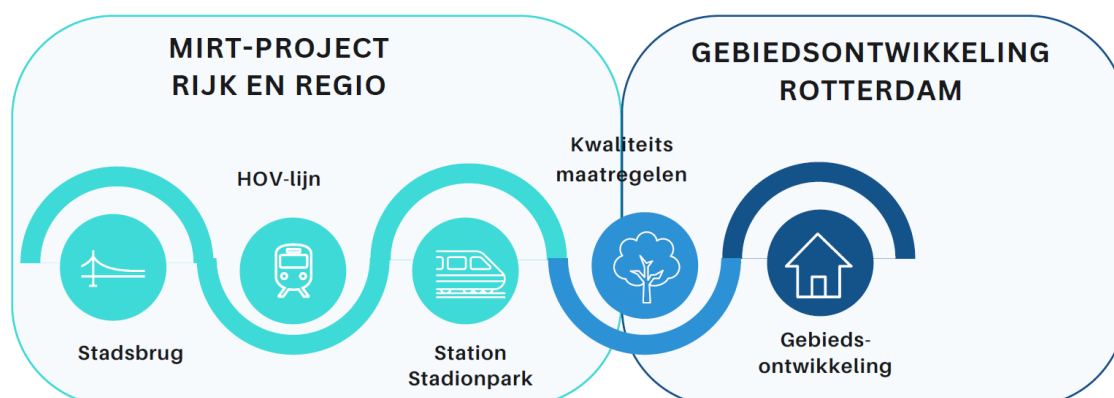 MIRT-PROJECT
RIJK EN REGIO
GEBIEDSONTWIKKELING
ROTTERDAM
Kwaliteits
maatregelen
HOV-lijn
Stadsbrug
Station
Stadionpark
Gebieds-
ontwikkeling